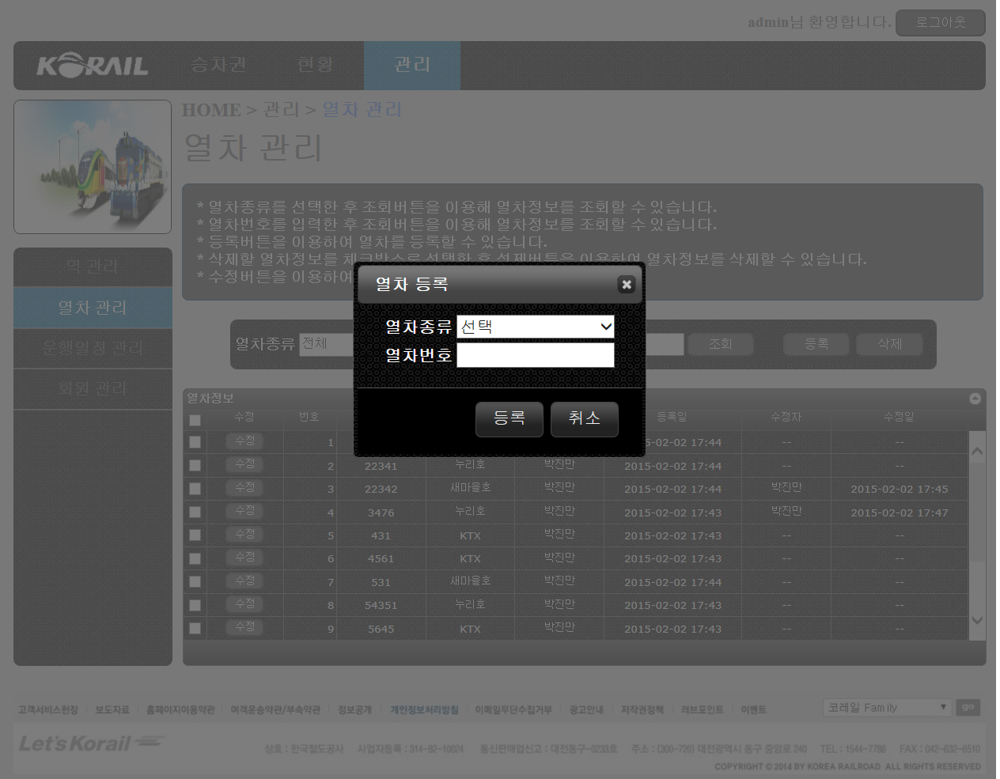 admin님 환영합니다. 로그아웃
KORAIL 승차권 현황 관리
HOME > 관리 > 열차 관리
열차 관리
* 열차종류를 선택한 후 조회버튼을 이용해 열차정보를 조회할 수 있습니다.
* 열차번호를 입력한 후 조회버튼을 이용해 열차정보를 조회할 수 있습니다.
* 등록버튼을 이용하여 열차를 등록할 수 있습니다.
* 삭제할 열차정보를 체크박스로 선택한 후 삭제버튼을 이용하여 열차정보를 삭제할 수 있습니다.
* 수정버튼을 이용하여
역 관리
열차 관리
운행일정 관리
회원 관리
열차 등록
열차종류 선택
열차번호
등록 취소
열차종류 전체 조회 등록 삭제
열차정보
수정 번호 등록일 수정자 수정일
수정 1 5-02-02 17:44 -- --
수정 2 22341 누리호 박진만 2015-02-02 17:44 -- --
수정 3 22342 새마을호 박진만 2015-02-02 17:44 박진만 2015-02-02 17:45
수정 4 3476 누리호 박진만 2015-02-02 17:43 박진만 2015-02-02 17:47
수정 5 431 KTX 박진만 2015-02-02 17:43 -- --
수정 6 4561 KTX 박진만 2015-02-02 17:43 -- --
수정 7 531 새마을호 박진만 2015-02-02 17:44 -- --
수정 8 54351 누리호 박진만 2015-02-02 17:43 -- --
수정 9 5645 KTX 박진만 2015-02-02 17:43 -- --
고객서비스헌장 보도자료 홈페이지이용약관 여객운송약관/부속약관 정보공개 개인정보처리방침 이메일무단수집거부 광고안내 저작권정책 러브포인트 이벤트 코레일 Family go
Let's Korail
상호 : 한국철도공사 사업자등록 : 314-82-10024 통신판매업신고 : 대전동구-0233호 주소 : (300-720) 대전광역시 동구 중앙로 240 TEL : 1544-7788 FAX : 042-632-6510
COPYRIGHT © 2014 BY KOREA RAILROAD. ALL RIGHTS RESERVED